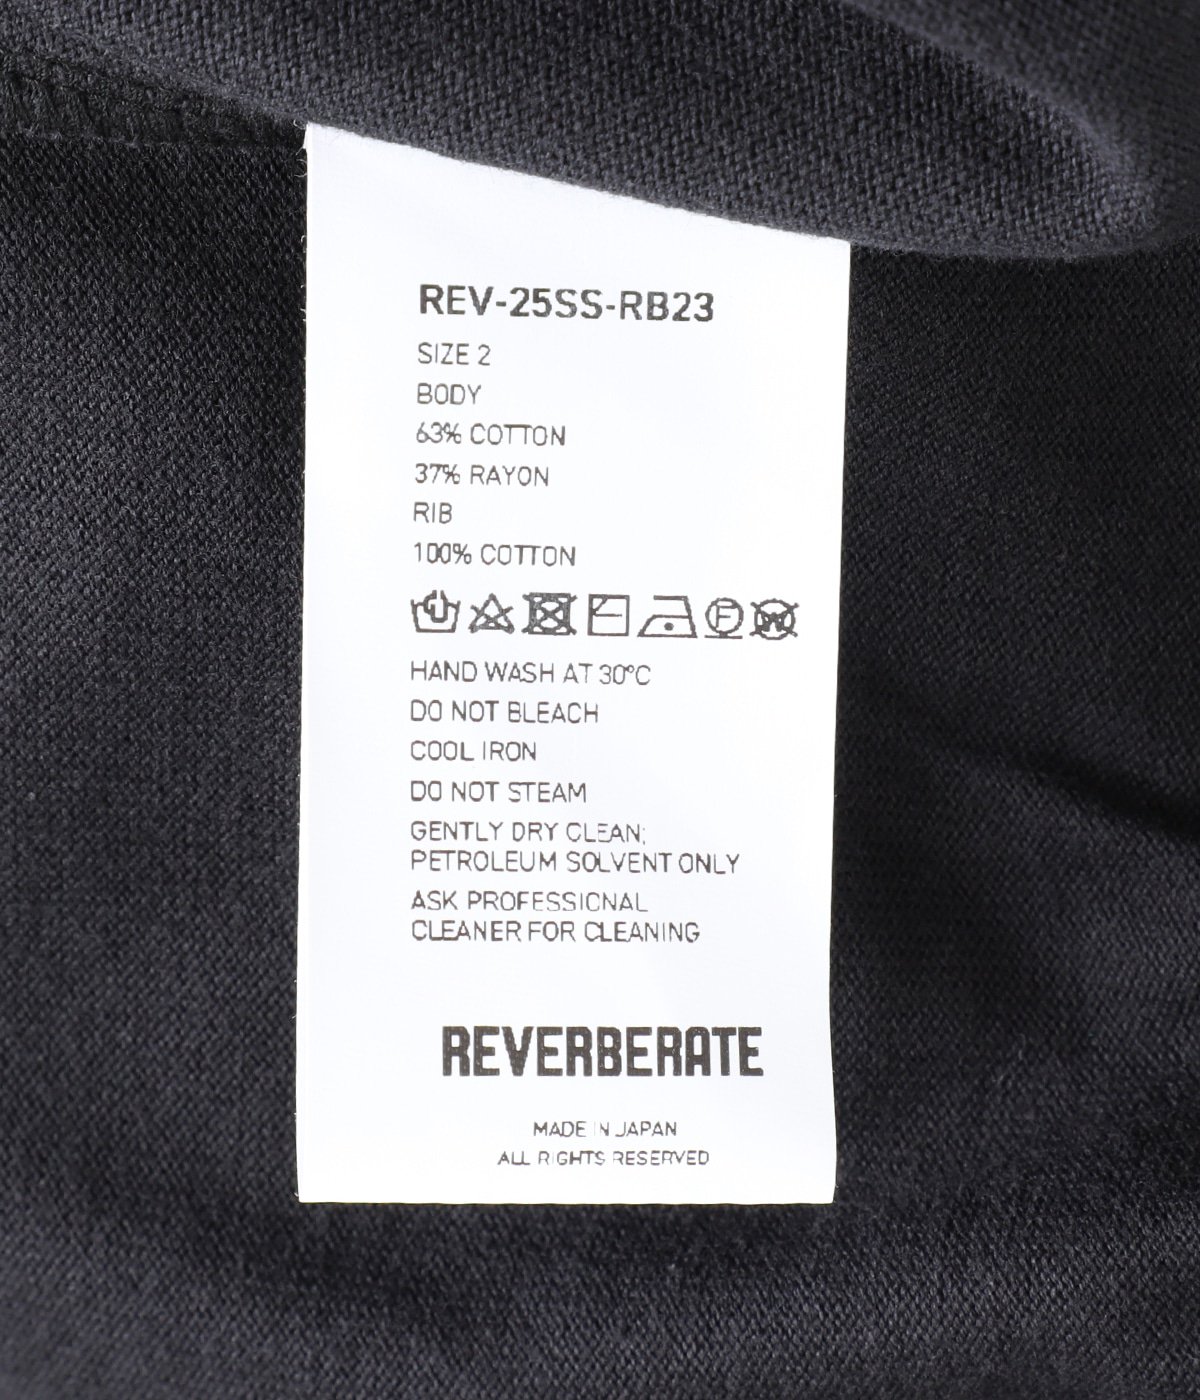 REV-25SS-RB23
SIZE 2
BODY
63% COTTON
37% RAYON
RIB
100% COTTON
F W
HAND WASH AT 30°C
DO NOT BLEACH
COOL IRON
DO NOT STEAM
GENTLY DRY CLEAN;
PETROLEUM SOLVENT ONLY
ASK PROFESSIONAL
CLEANER FOR CLEANING
REVERBERATE
MADE IN JAPAN
ALL RIGHTS RESERVED